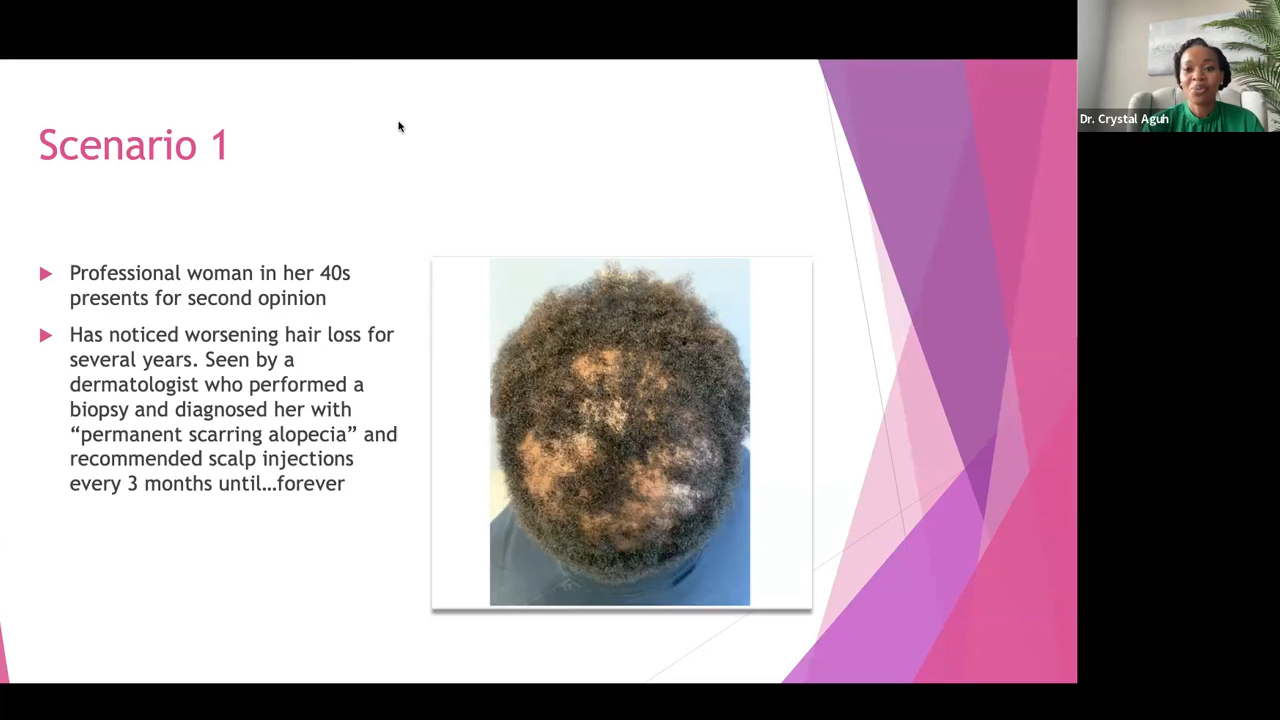 Scenario 1
Professional woman in her 40s
presents for second opinion
Has noticed worsening hair loss for
several years. Seen by a
dermatologist who performed a
biopsy and diagnosed her with
“permanent scarring alopecia” and
recommended scalp injections
every 3 months until…forever
Dr. Crystal Aguh